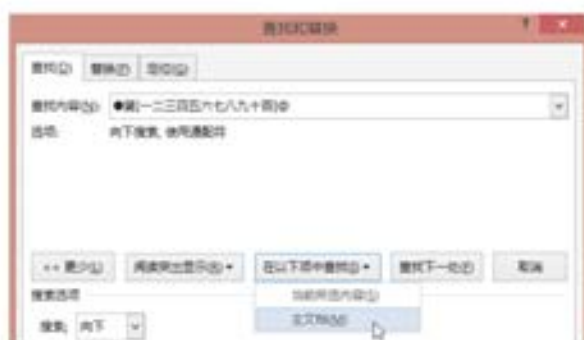 查找和替换
查找(D) 替换(P) 定位(G)
查找内容(N): ●第[一二三四五六七八九十百]@
选项: 向下搜索, 使用通配符
<< 更少(L) 阅读突出显示(R) 在以下项中查找(I) 查找下一处(F) 取消
当前所选内容(S)
主文档(M)
搜索选项
搜索; 向下